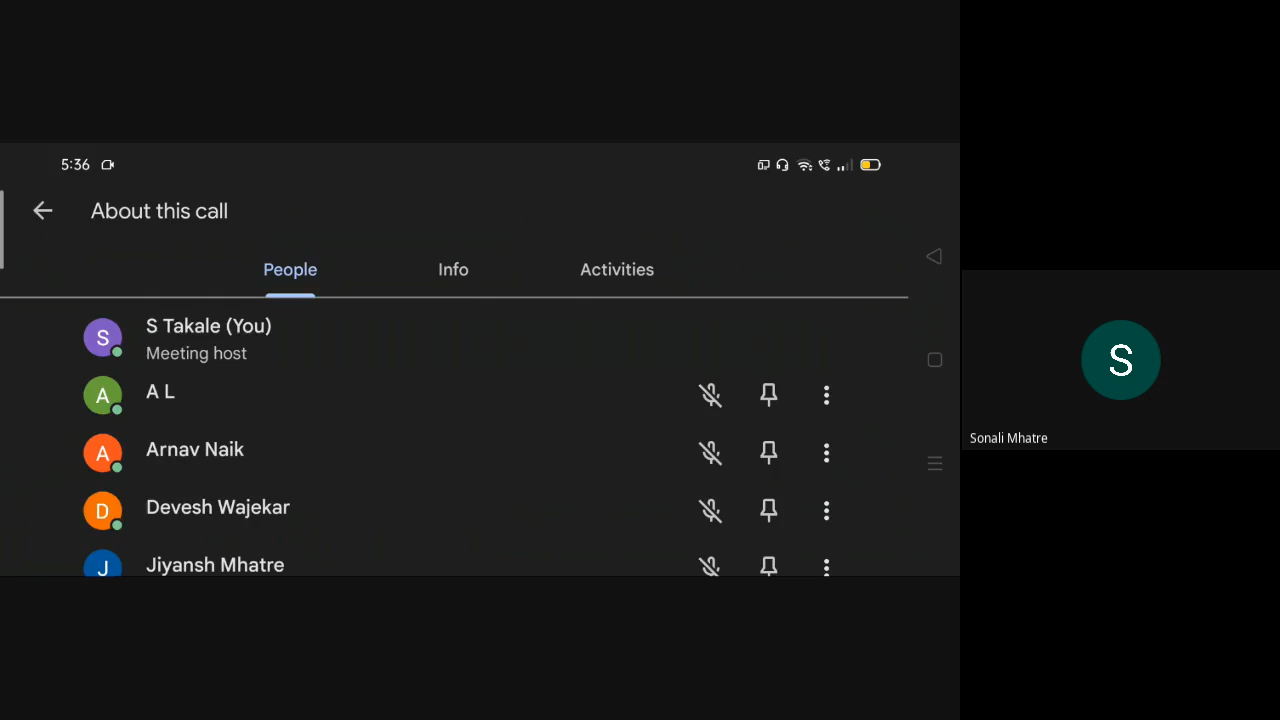 5:36
About this call
People Info Activities
S S Takale (You)
Meeting host
A A L
A Arnav Naik
D Devesh Wajekar
J Jiyansh Mhatre
S
Sonali Mhatre